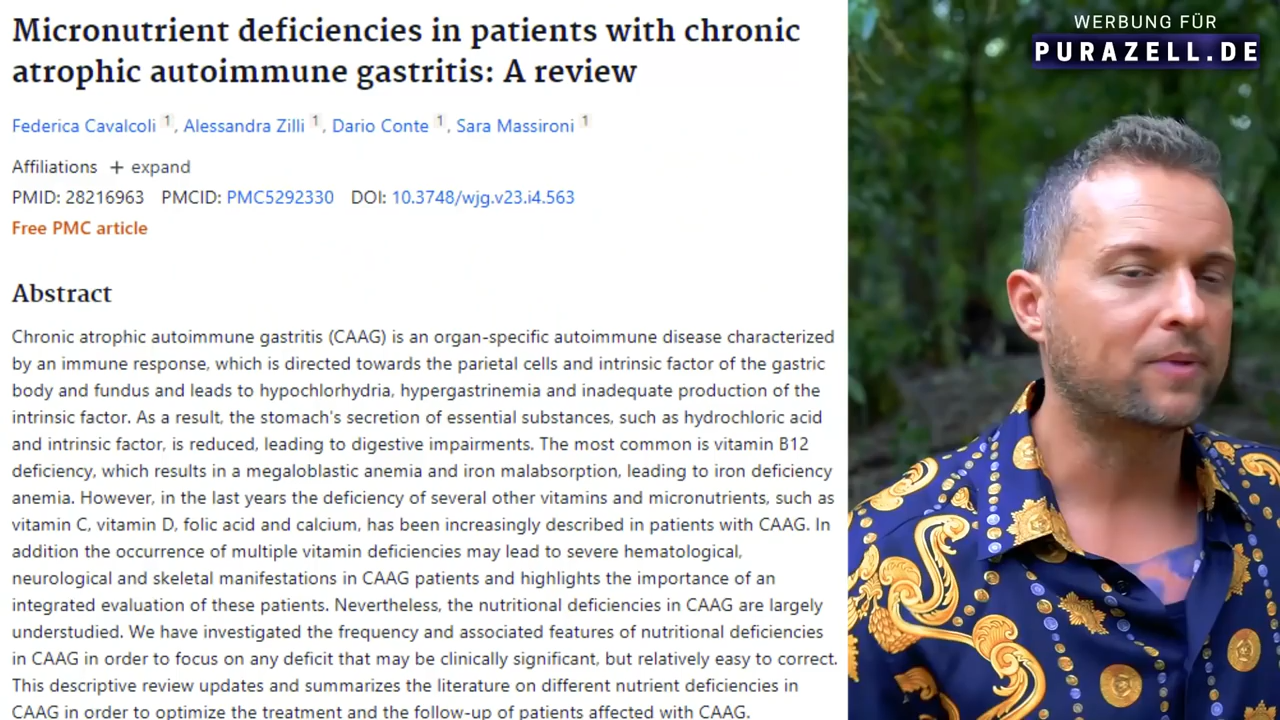 Micronutrient deficiencies in patients with chronic
atrophic autoimmune gastritis: A review
Federica Cavalcoli 1, Alessandra Zilli 1, Dario Conte 1, Sara Massironi 1
Affiliations + expand
PMID: 28216963 PMCID: PMC5292330 DOI: 10.3748/wjg.v23.i4.563
Free PMC article
Abstract
Chronic atrophic autoimmune gastritis (CAAG) is an organ-specific autoimmune disease characterized
by an immune response, which is directed towards the parietal cells and intrinsic factor of the gastric
body and fundus and leads to hypochlorhydria, hypergastrinemia and inadequate production of the
intrinsic factor. As a result, the stomach's secretion of essential substances, such as hydrochloric acid
and intrinsic factor, is reduced, leading to digestive impairments. The most common is vitamin B12
deficiency, which results in a megaloblastic anemia and iron malabsorption, leading to iron deficiency
anemia. However, in the last years the deficiency of several other vitamins and micronutrients, such as
vitamin C, vitamin D, folic acid and calcium, has been increasingly described in patients with CAAG. In
addition the occurrence of multiple vitamin deficiencies may lead to severe hematological,
neurological and skeletal manifestations in CAAG patients and highlights the importance of an
integrated evaluation of these patients. Nevertheless, the nutritional deficiencies in CAAG are largely
understudied. We have investigated the frequency and associated features of nutritional deficiencies
in CAAG in order to focus on any deficit that may be clinically significant, but relatively easy to correct.
This descriptive review updates and summarizes the literature on different nutrient deficiencies in
CAAG in order to optimize the treatment and the follow-up of patients affected with CAAG.
WERBUNG FÜR
PURAZELL.DE